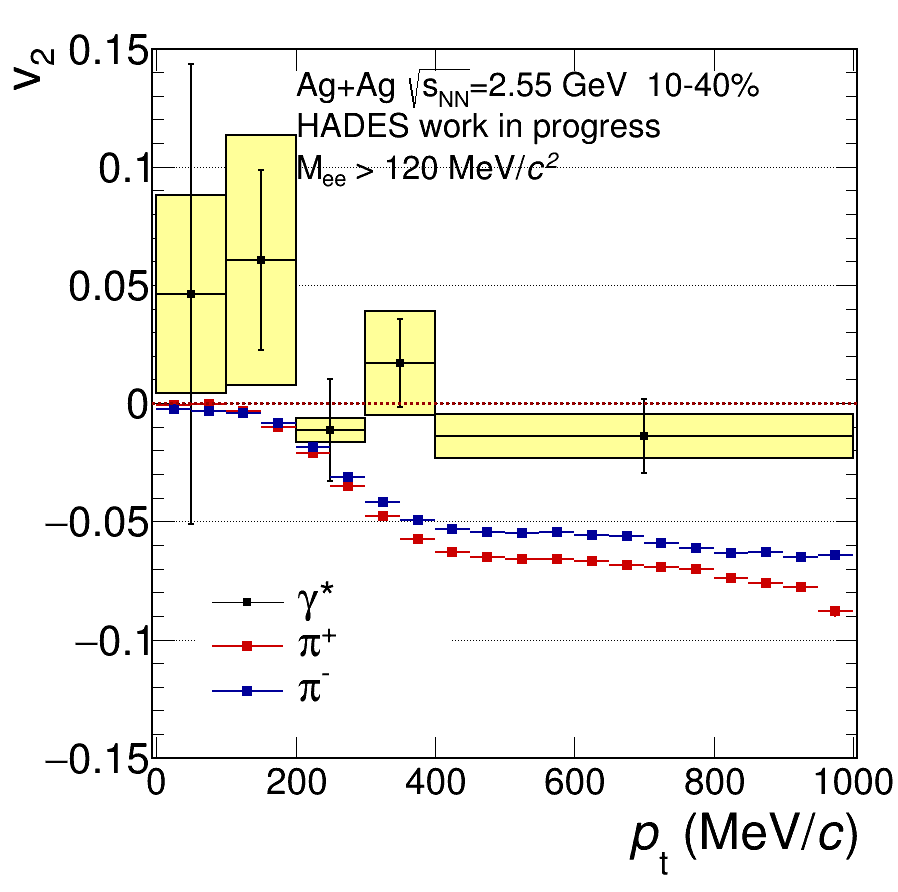 v2
0.15
0.1
0.05
0
−0.05
−0.1
−0.15
Ag+Ag √sNN=2.55 GeV 10-40%
HADES work in progress
Mee > 120 MeV/c²
γ*
π+
π-
0 200 400 600 800 1000
pt (MeV/c)